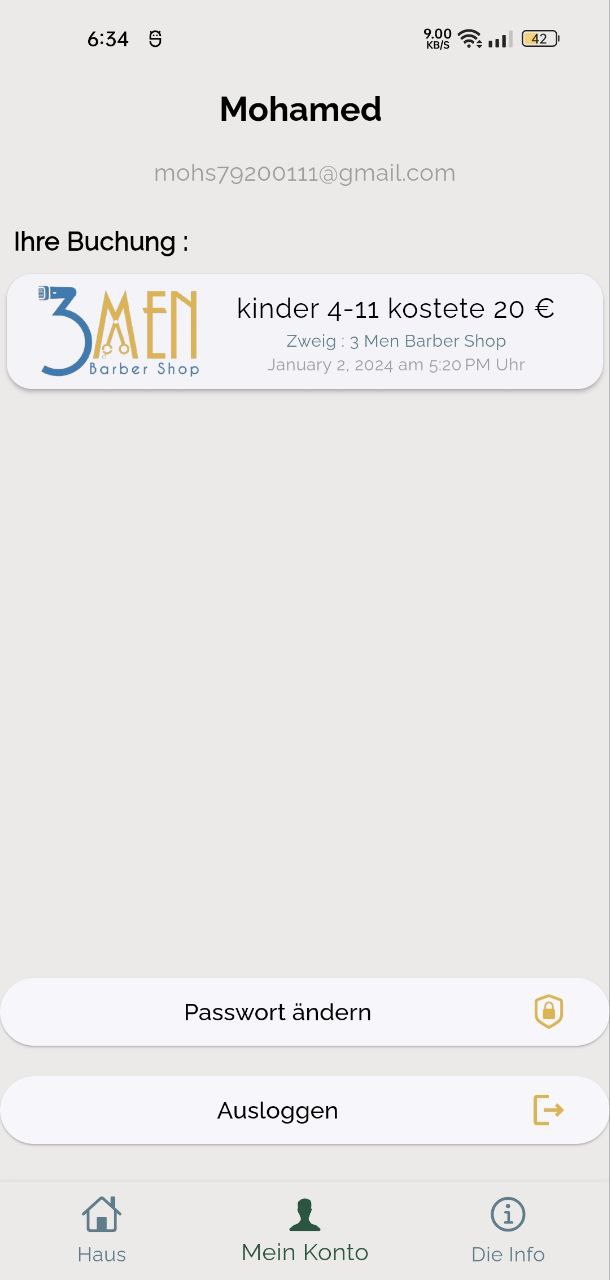 6:34
9.00
KB/S
42
Mohamed
mohs79200111@gmail.com
Ihre Buchung :
3 MEN
Barber Shop
kinder 4-11 kostete 20 €
Zweig : 3 Men Barber Shop
January 2, 2024 am 5:20 PM Uhr
Passwort ändern
Ausloggen
Haus
Mein Konto
Die Info